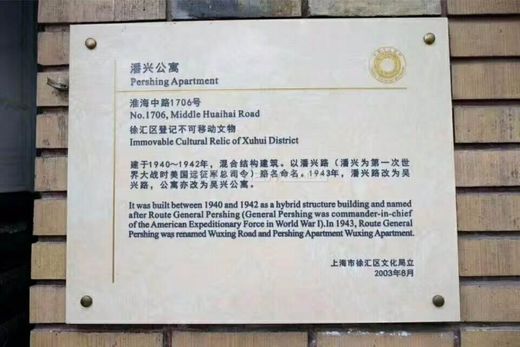 潘兴公寓
Pershing Apartment
淮海中路1706号
No.1706, Middle Huaihai Road
徐汇区登记不可移动文物
Immovable Cultural Relic of Xuhui District
建于1940～1942年，混合结构建筑。以潘兴路（潘兴为第一次世
界大战时美国远征军总司令）路名命名。1943年，潘兴路改为吴
兴路，公寓亦改为吴兴公寓。
It was built between 1940 and 1942 as a hybrid structure building and named
after Route General Pershing (General Pershing was commander-in-chief
of the American Expeditionary Force in World War I). In 1943, Route General
Pershing was renamed Wuxing Road and Pershing Apartment Wuxing Apartment.
上海市徐汇区文化局立
2003年8月